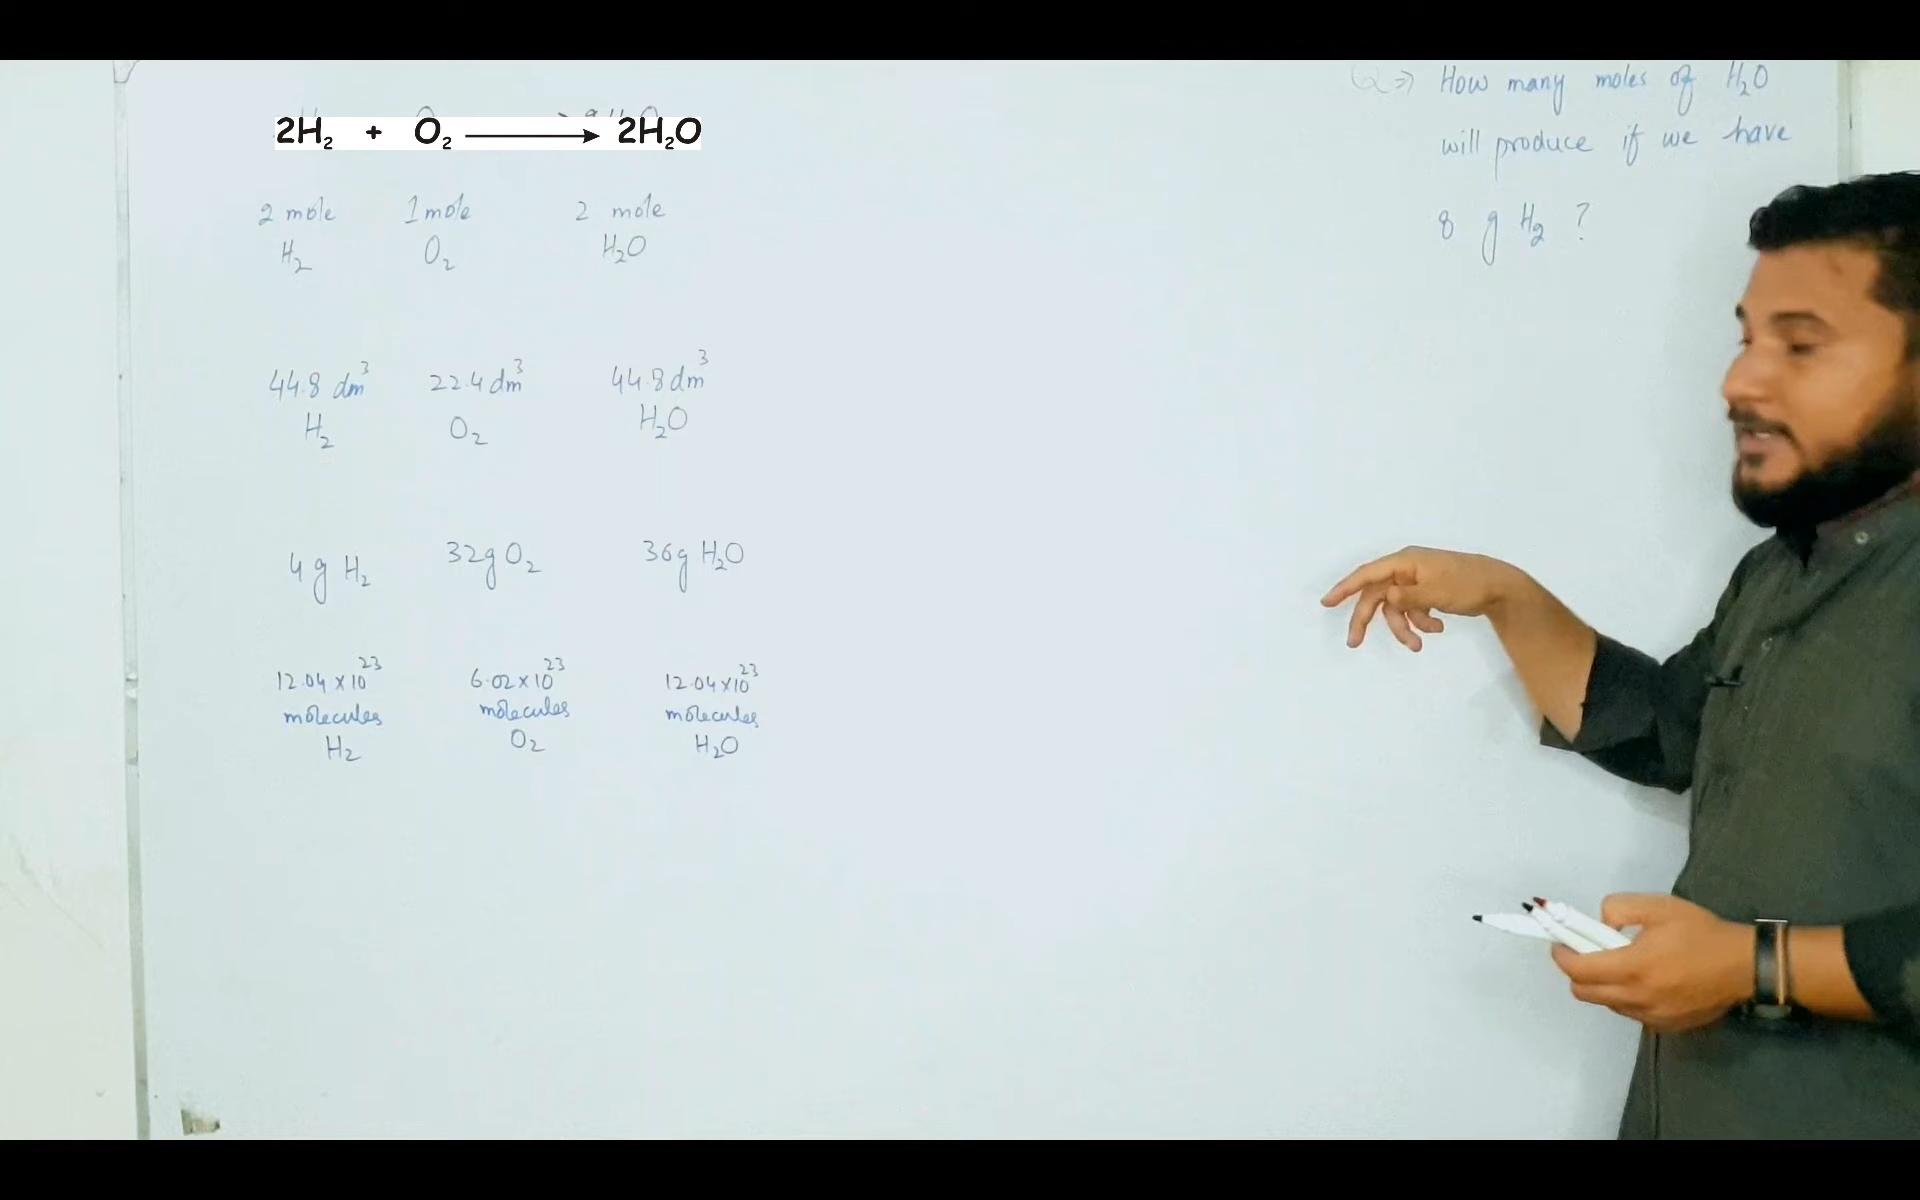 2H₂ + O₂ ⟶ 2H₂O
2 mole 1 mole 2 mole
H₂ O₂ H₂O
44.8 dm³ 22.4 dm³ 44.8 dm³
H₂ O₂ H₂O
4 g H₂ 32g O₂ 36g H₂O
12.04 × 10²³ 6.02 × 10²³ 12.04 × 10²³
molecules molecules molecules
H₂ O₂ H₂O
Q ⇒ How many moles of H₂O
will produce if we have
8 g H₂ ?